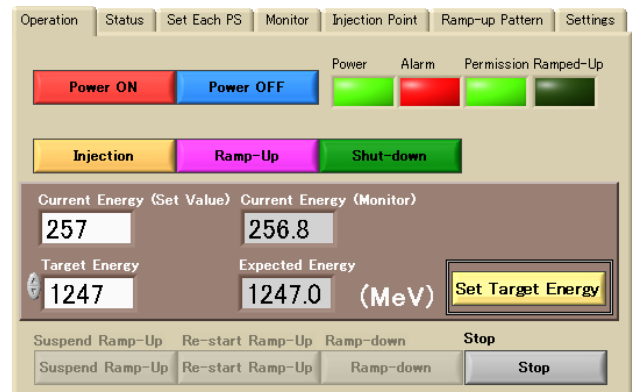 Operation Status Set Each PS Monitor Injection Point Ramp-up Pattern Settings
Power Alarm Permission Ramped-Up
Power ON Power OFF
Injection Ramp-Up Shut-down
Current Energy (Set Value) Current Energy (Monitor)
257 256.8
Target Energy Expected Energy
1247 1247.0 (MeV) Set Target Energy
Suspend Ramp-Up Re-start Ramp-Up Ramp-down Stop
Suspend Ramp-Up Re-start Ramp-Up Ramp-down Stop